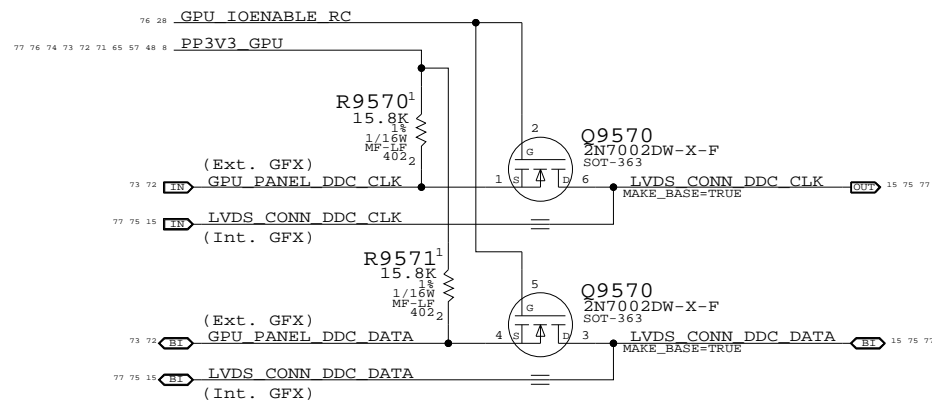 76 28 GPU_IOENABLE_RC
77 76 74 73 72 71 65 57 48 8 PP3V3_GPU
R9570 1
15.8K
1%
1/16W
MF-LF
402 2
2
Q9570
2N7002DW-X-F
SOT-363
G
(Ext. GFX)
73 72 IN GPU_PANEL_DDC_CLK 1 S D 6 LVDS_CONN_DDC_CLK OUT 15 75 77
MAKE_BASE=TRUE
77 75 15 IN LVDS_CONN_DDC_CLK
(Int. GFX)
R9571 1
15.8K
1%
1/16W
MF-LF
402 2
5
Q9570
2N7002DW-X-F
SOT-363
G
(Ext. GFX)
73 72 BI GPU_PANEL_DDC_DATA 4 S D 3 LVDS_CONN_DDC_DATA BI 15 75 77
MAKE_BASE=TRUE
77 75 15 BI LVDS_CONN_DDC_DATA
(Int. GFX)